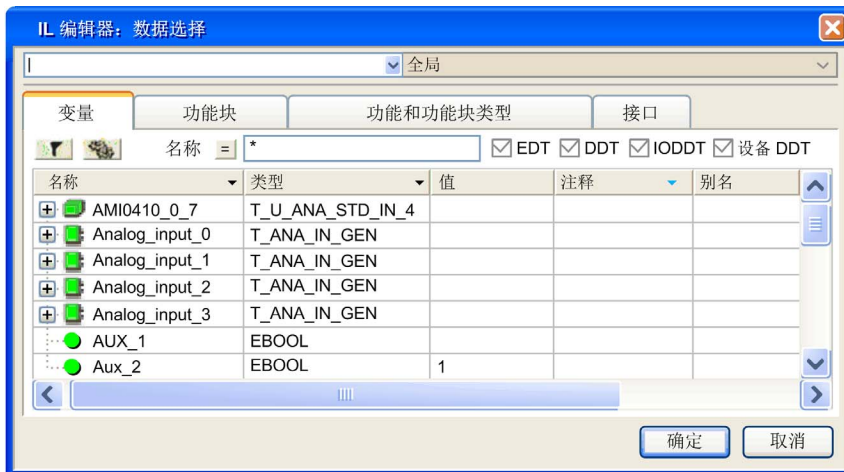 IL 编辑器：数据选择
全局
变量 功能块 功能和功能块类型 接口
名称 = * EDT DDT IODDT 设备 DDT
名称 类型 值 注释 别名
AMI0410_0_7 T_U_ANA_STD_IN_4
Analog_input_0 T_ANA_IN_GEN
Analog_input_1 T_ANA_IN_GEN
Analog_input_2 T_ANA_IN_GEN
Analog_input_3 T_ANA_IN_GEN
AUX_1 EBOOL
Aux_2 EBOOL 1
确定 取消